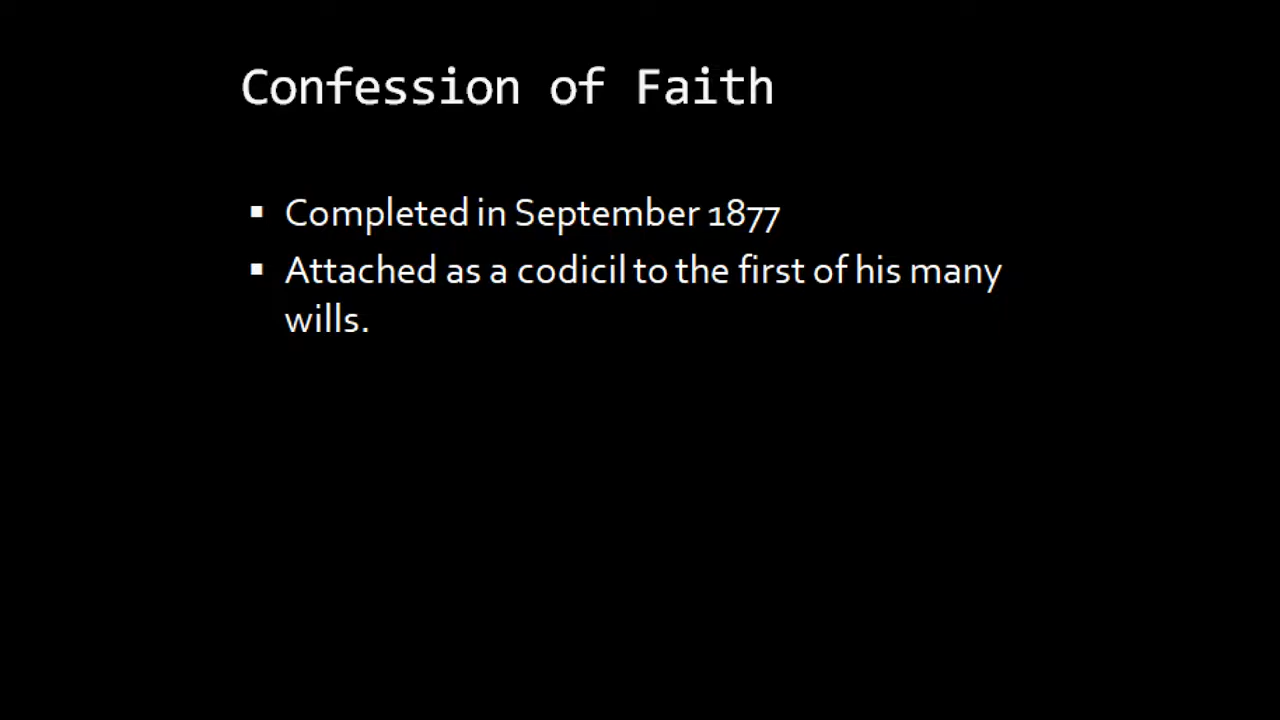 Confession of Faith
▪ Completed in September 1877
▪ Attached as a codicil to the first of his many
wills.